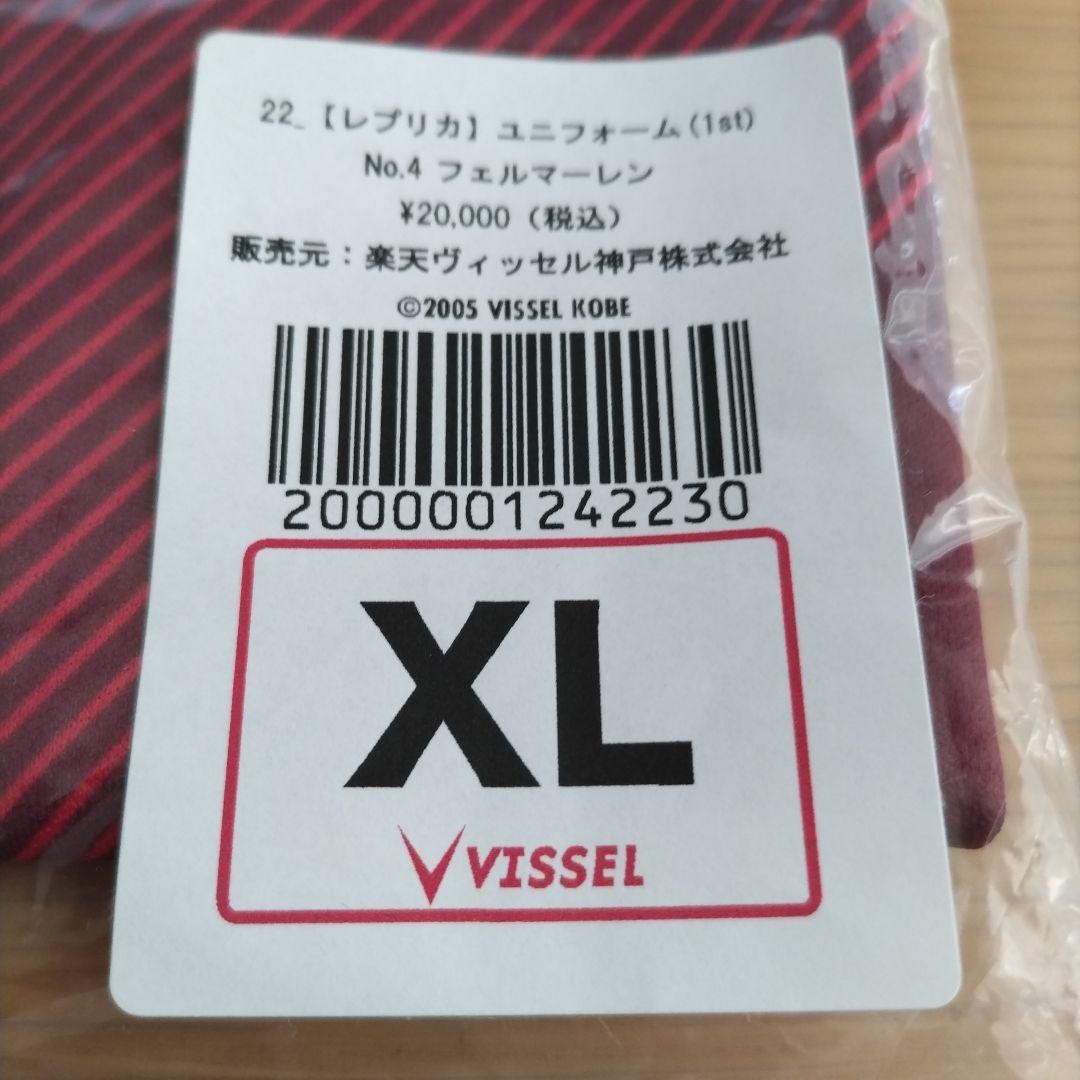 22_【レプリカ】ユニフォーム(1st)
No.4 フェルマーレン
¥20,000（税込）
販売元：楽天ヴィッセル神戸株式会社
©2005 VISSEL KOBE
2000001242230
XL
VISSEL